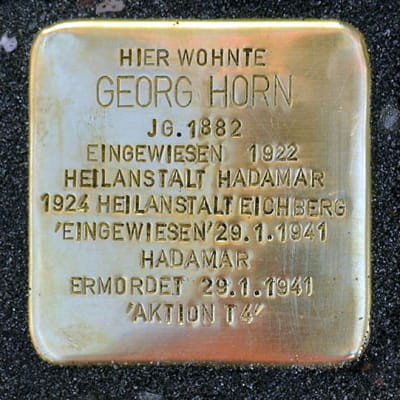 HIER WOHNTE
GEORG HORN
JG. 1882
EINGEWIESEN 1922
HEILANSTALT HADAMAR
1924 HEILANSTALT EICHBERG
'EINGEWIESEN' 29.1.1941
HADAMAR
ERMORDET 29.1.1941
'AKTION T4'